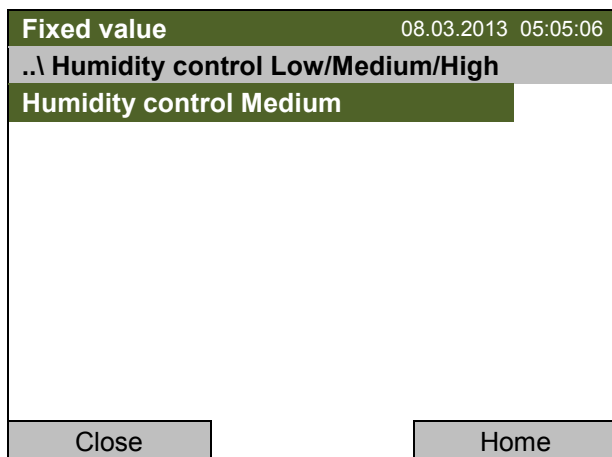 Fixed value 08.03.2013 05:05:06
..\ Humidity control Low/Medium/High
Humidity control Medium
Close Home